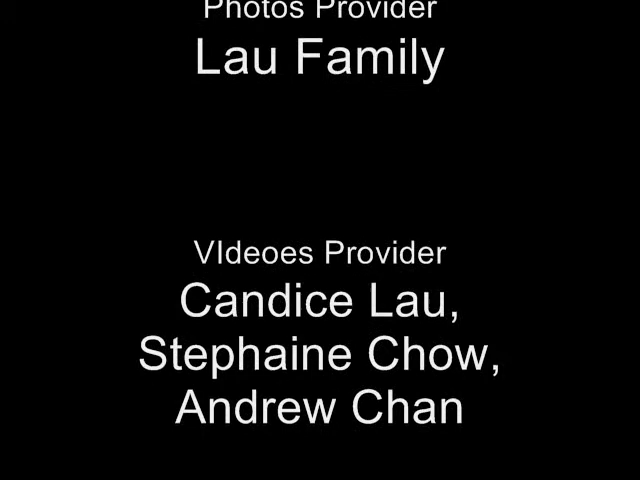 Photos Provider
Lau Family
VIdeoes Provider
Candice Lau,
Stephaine Chow,
Andrew Chan